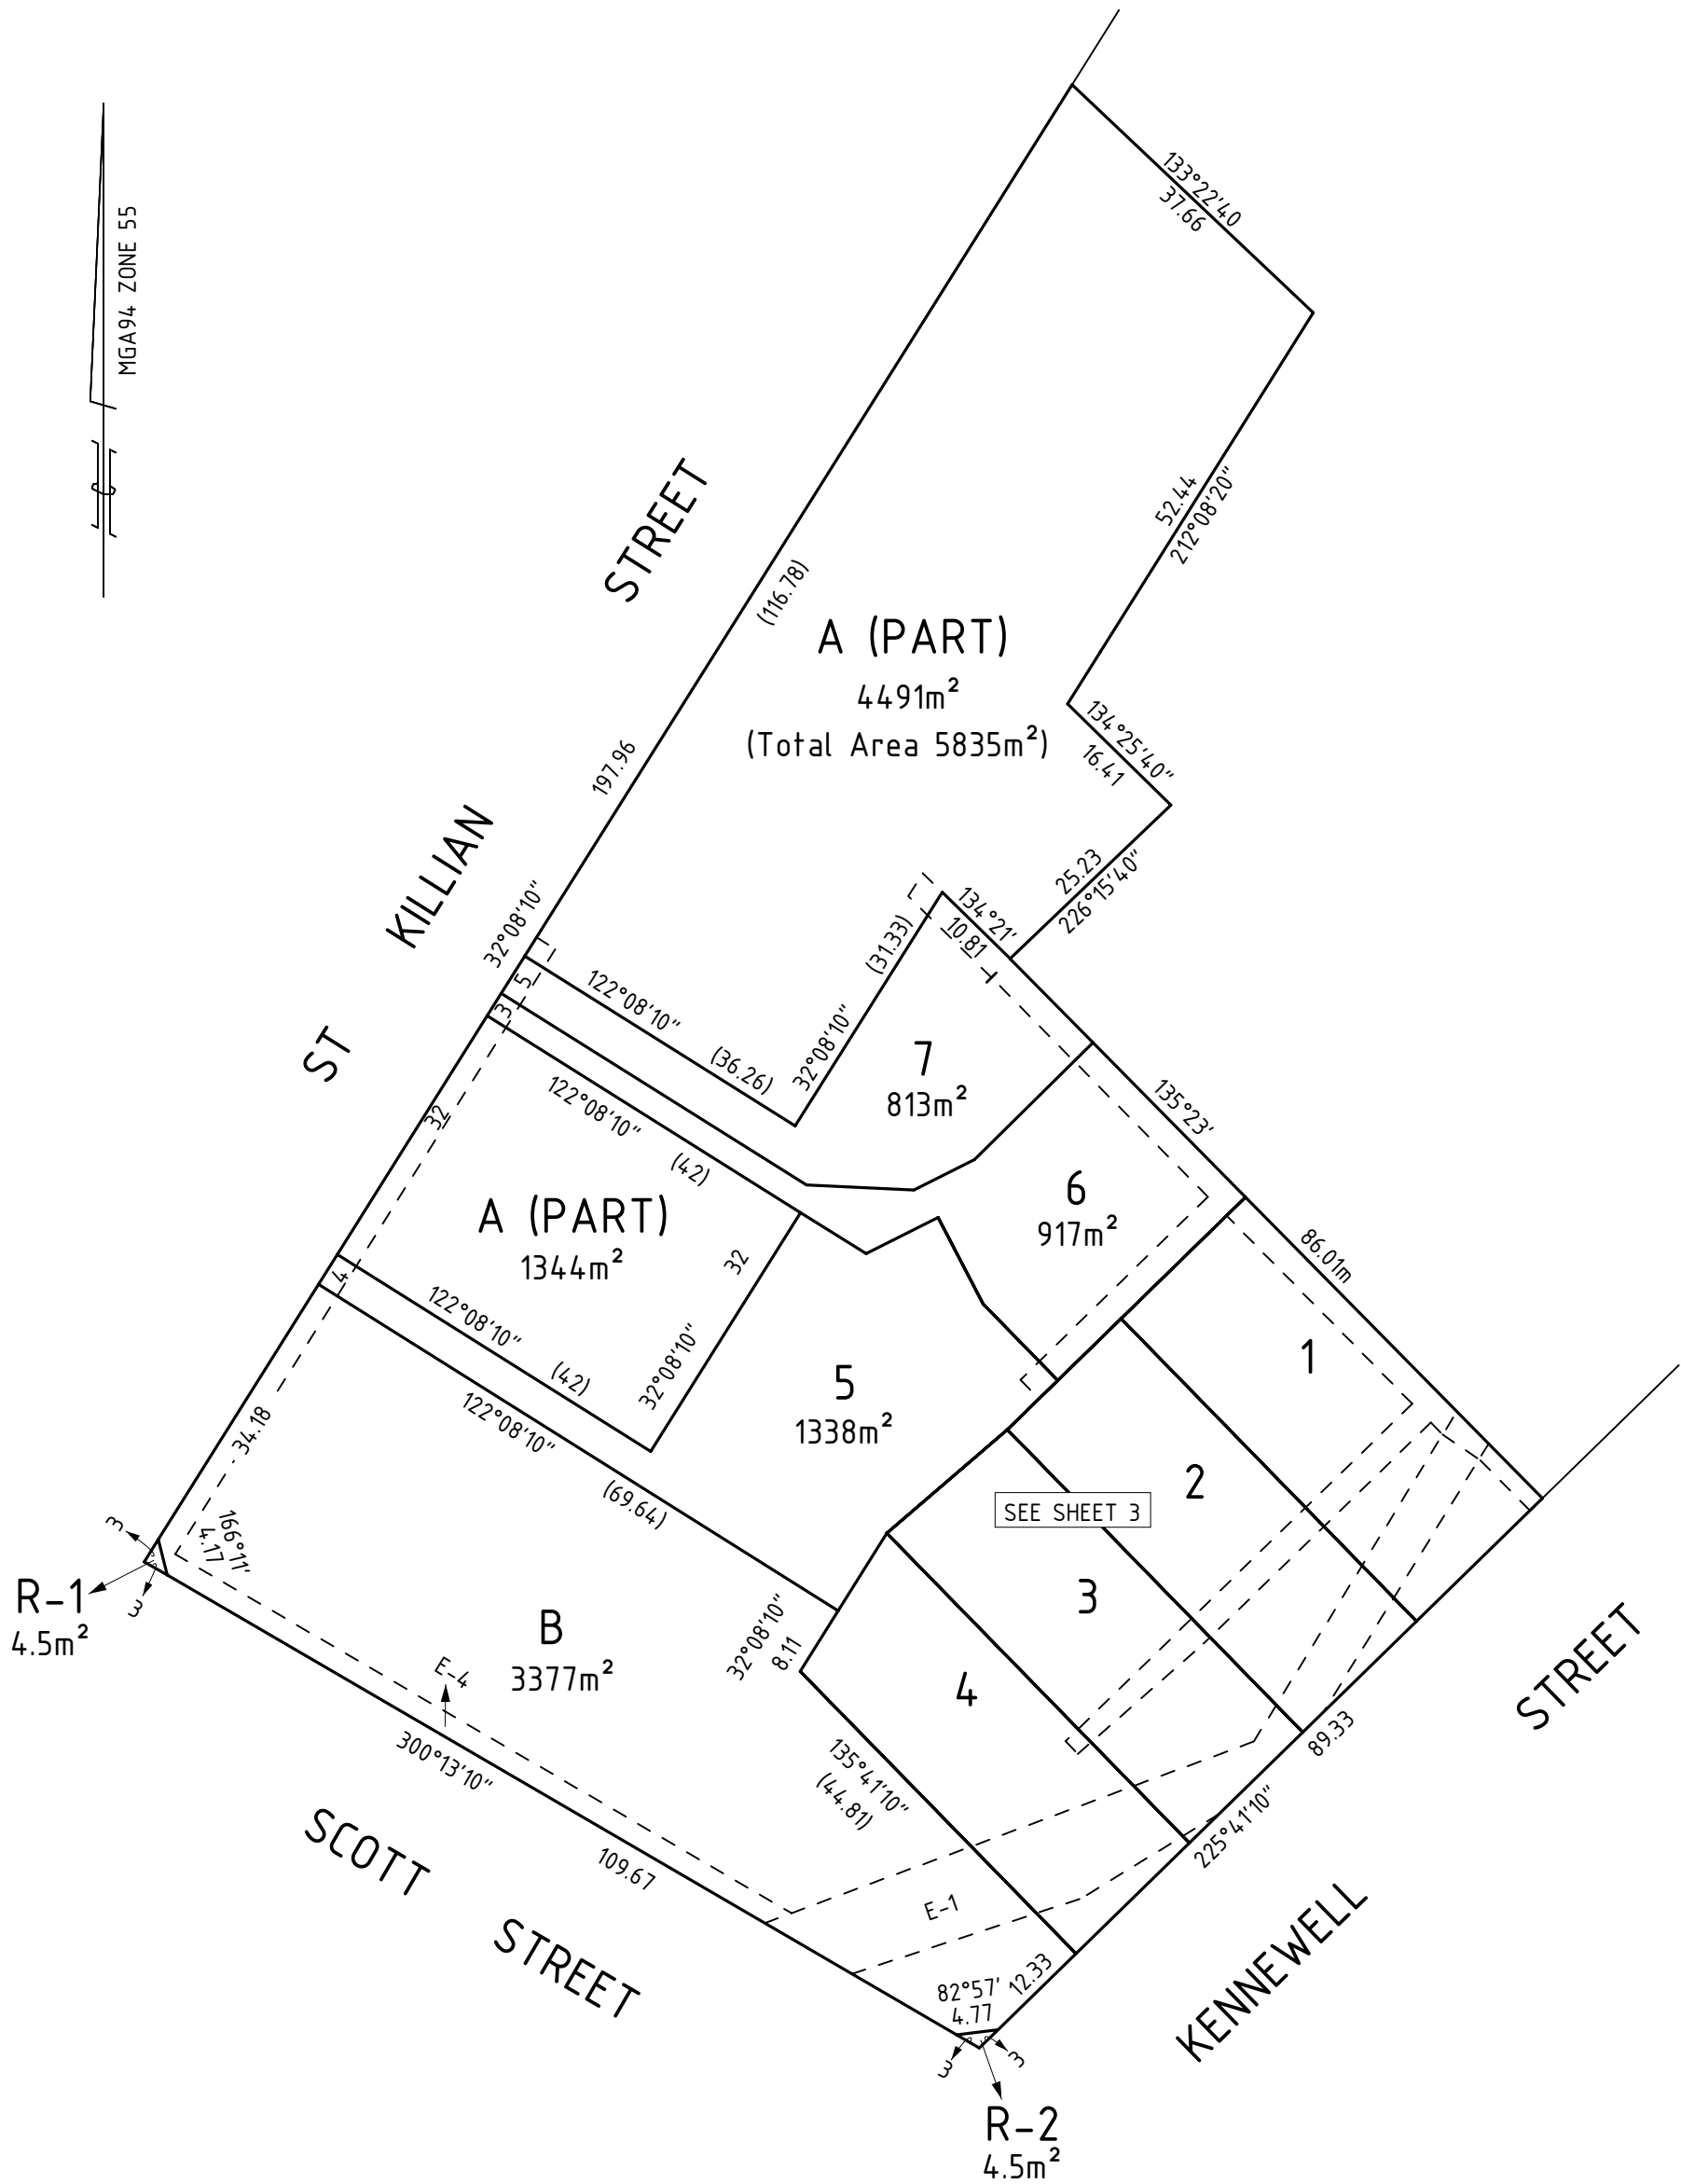 MGA94 ZONE 55
133°22'40
37.66
52.44
212°08'20"
STREET
(116.78)
A (PART)
4491m²
(Total Area 5835m²)
134°25'40"
16.41
197.96
KILLIAN
25.23
226°15'40"
32°08'10"
134°21'
10.81
(31.33)
5
3
122°08'10"
(36.26)
32°08'10"
ST
7
813m²
135°23'
32
122°08'10"
(42)
6
917m²
A (PART)
1344m²
32
86.01m
4
122°08'10"
(42)
32°08'10"
1
5
1338m²
122°08'10"
34.18
2
(69.64)
SEE SHEET 3
3
166°11'
4.77
R-1
4.5m²
3
3
B
3377m²
32°08'10"
8.11
STREET
E-4
4
300°13'10"
135°41'10"
(44.81)
89.33
225°41'10"
SCOTT
109.67
E-1
STREET
KENNEWELL
82°57'
4.77
12.33
3
3
R-2
4.5m²